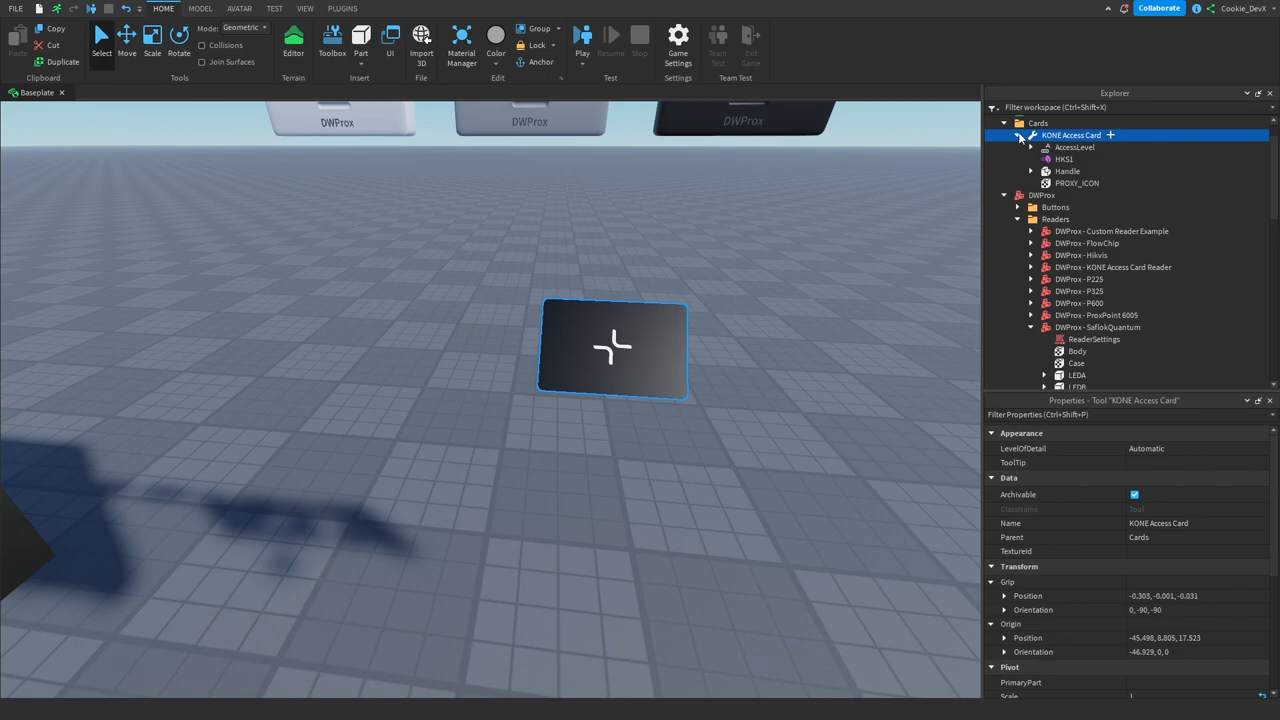 FILE HOME MODEL AVATAR TEST VIEW PLUGINS Collaborate Cookie_DevX
Paste Copy Cut Duplicate Clipboard
Select Move Scale Rotate Mode: Geometric Collisions Join Surfaces Tools
Editor Terrain
Toolbox Part UI Insert
Import 3D File
Material Manager Color Group Lock Anchor Edit
Play Resume Stop Test
Game Settings Settings
Team Test Exit Game Team Test
Baseplate
DWProx DWProx DWProx
Explorer
Filter workspace (Ctrl+Shift+X)
Cards
KONE Access Card
AccessLevel
HKS1
Handle
PROXY_ICON
DWProx
Buttons
Readers
DWProx - Custom Reader Example
DWProx - FlowChip
DWProx - Hikvis
DWProx - KONE Access Card Reader
DWProx - P225
DWProx - P325
DWProx - P600
DWProx - ProxPoint 6005
DWProx - SaflokQuantum
ReaderSettings
Body
Case
LEDA
LEDB
Properties - Tool "KONE Access Card"
Filter Properties (Ctrl+Shift+P)
Appearance
LevelOfDetail Automatic
ToolTip
Data
Archivable
ClassName Tool
Name KONE Access Card
Parent Cards
TextureId
Transform
Grip
Position -0.303, -0.001, -0.031
Orientation 0, -90, -90
Origin
Position -45.498, 8.805, 17.523
Orientation -46.929, 0, 0
Pivot
PrimaryPart
Scale 1